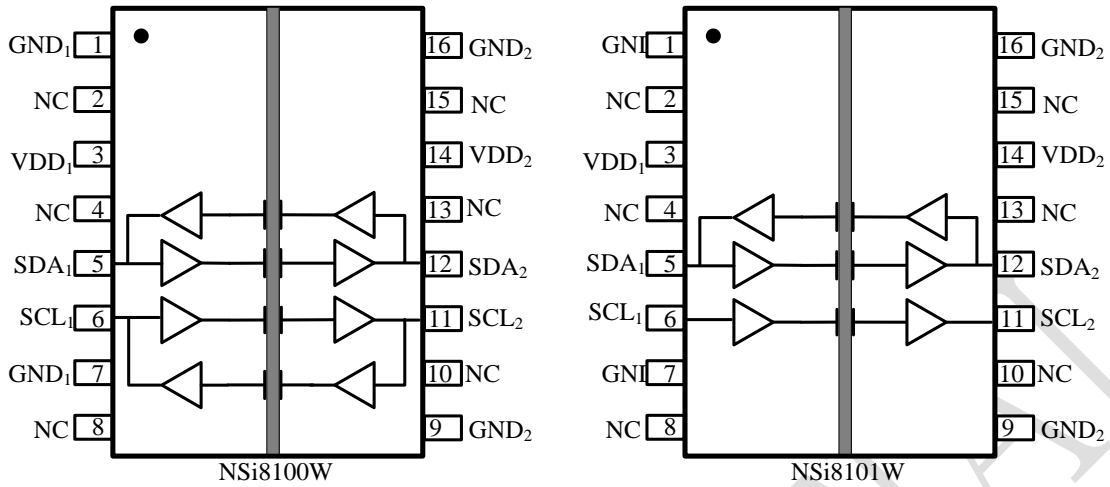 GND₁ 1 16 GND₂
NC 2 15 NC
VDD₁ 3 14 VDD₂
NC 4 13 NC
SDA₁ 5 12 SDA₂
SCL₁ 6 11 SCL₂
GND₁ 7 10 NC
NC 8 9 GND₂
NSi8100W
GNI 1 16 GND₂
NC 2 15 NC
VDD₁ 3 14 VDD₂
NC 4 13 NC
SDA₁ 5 12 SDA₂
SCL₁ 6 11 SCL₂
GNI 7 10 NC
NC 8 9 GND₂
NSi8101W